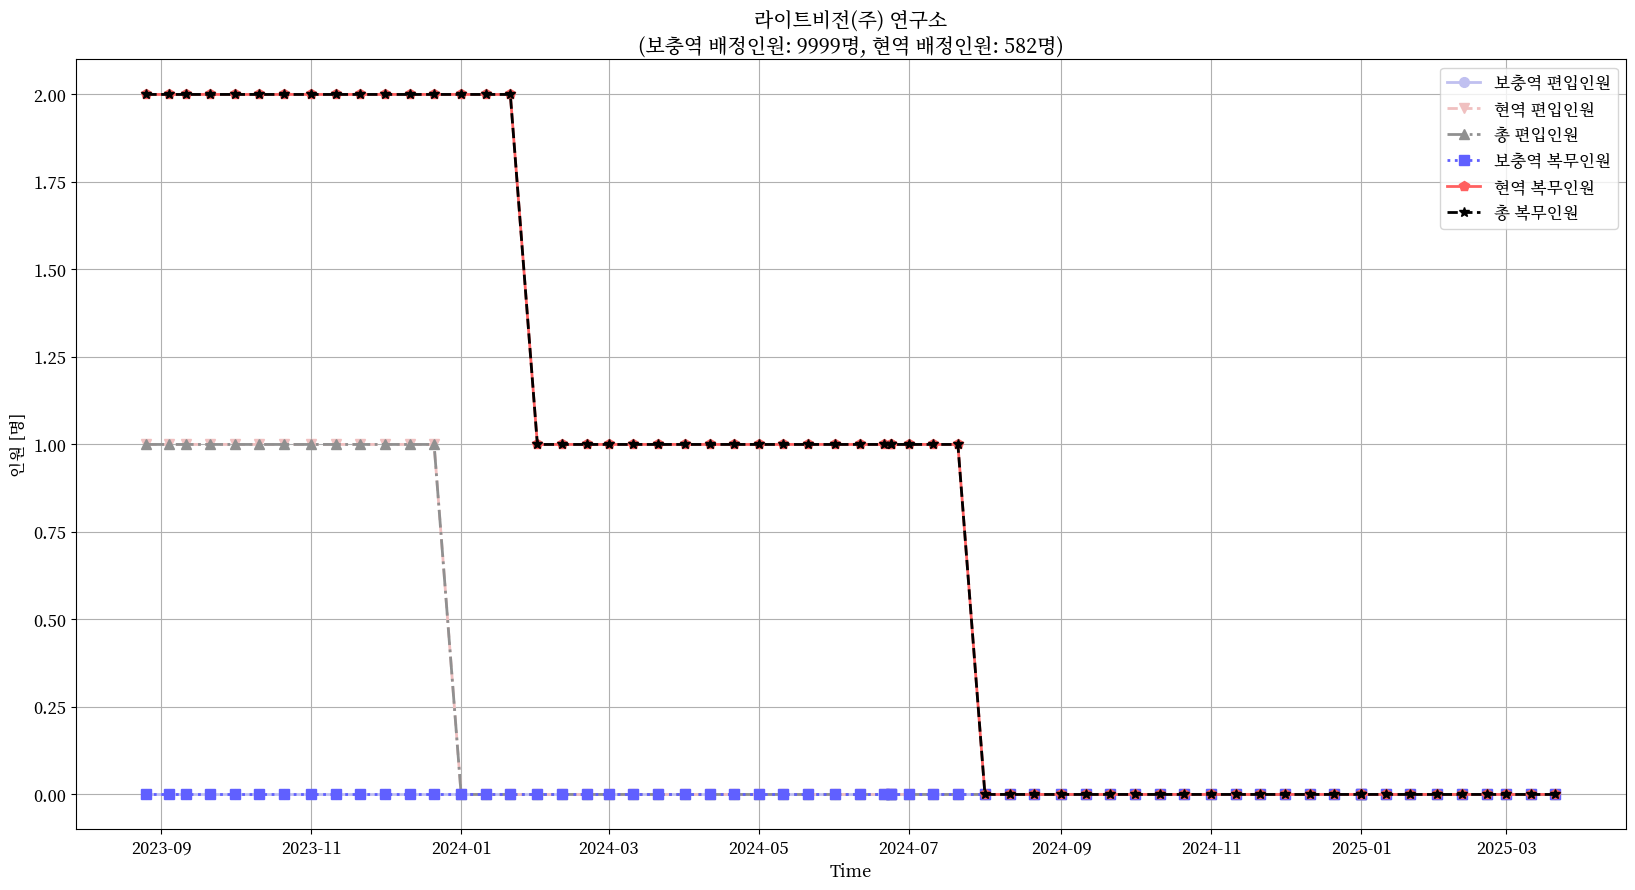 라이트비전(주) 연구소
(보충역 배정인원: 9999명, 현역 배정인원: 582명)
보충역 편입인원
현역 편입인원
총 편입인원
보충역 복무인원
현역 복무인원
총 복무인원
2.00
1.75
1.50
1.25
1.00
0.75
0.50
0.25
0.00
인원 [명]
2023-09
2023-11
2024-01
2024-03
2024-05
2024-07
2024-09
2024-11
2025-01
2025-03
Time